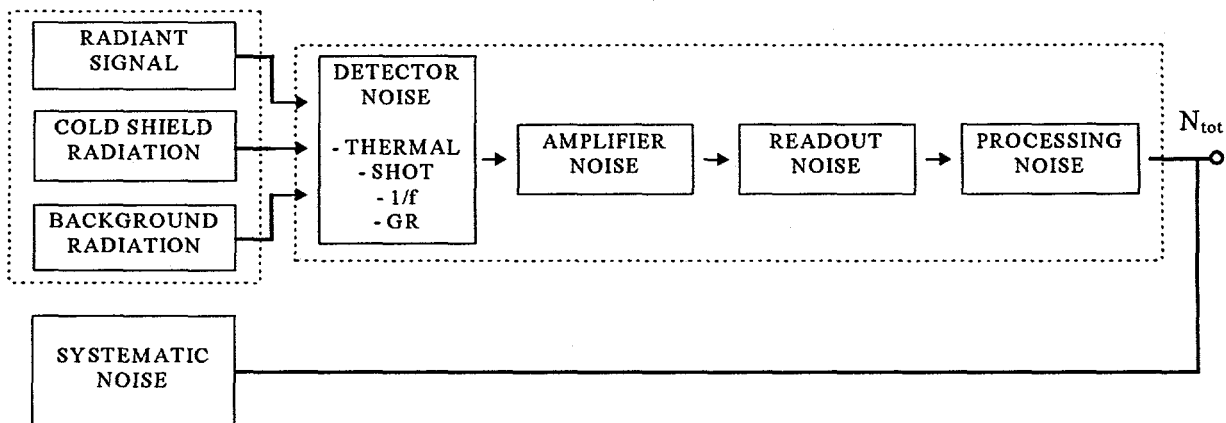 RADIANT
SIGNAL
COLD SHIELD
RADIATION
BACKGROUND
RADIATION
DETECTOR
NOISE
- THERMAL
- SHOT
- 1/f
- GR
AMPLIFIER
NOISE
READOUT
NOISE
PROCESSING
NOISE
Ntot
SYSTEMATIC
NOISE